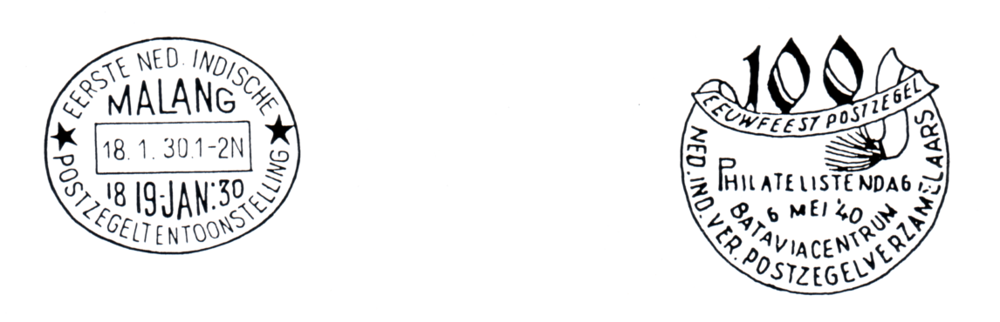 EERSTE NED. INDISCHE
MALANG
18. 1. 30.1-2N
18 19-JAN: 30
POSTZEGELTENTOONSTELLING
100
EEUWFEEST POSTZEGEL
PHILATELISTENDAG
6 MEI '40
BATAVIACENTRUM
NED. IND. VER. POSTZEGELVERZAMELAARS